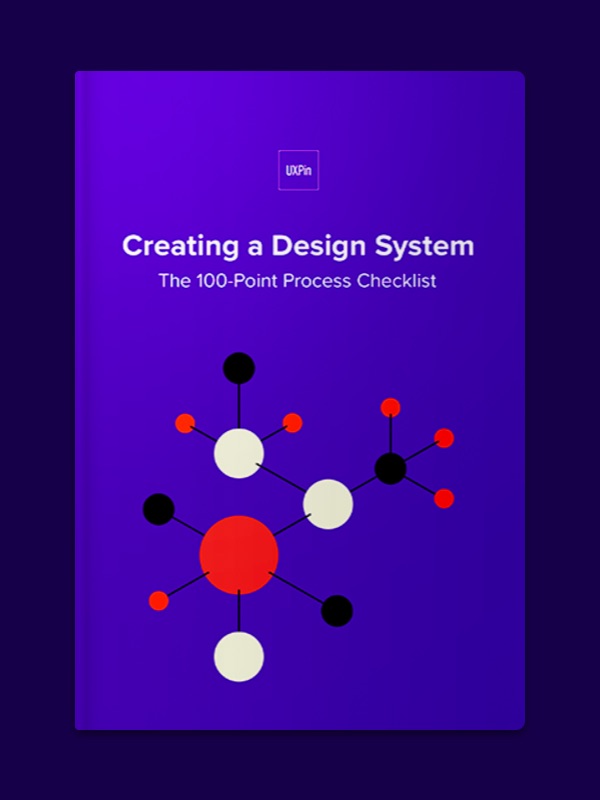 UXPin
Creating a Design System
The 100-Point Process Checklist